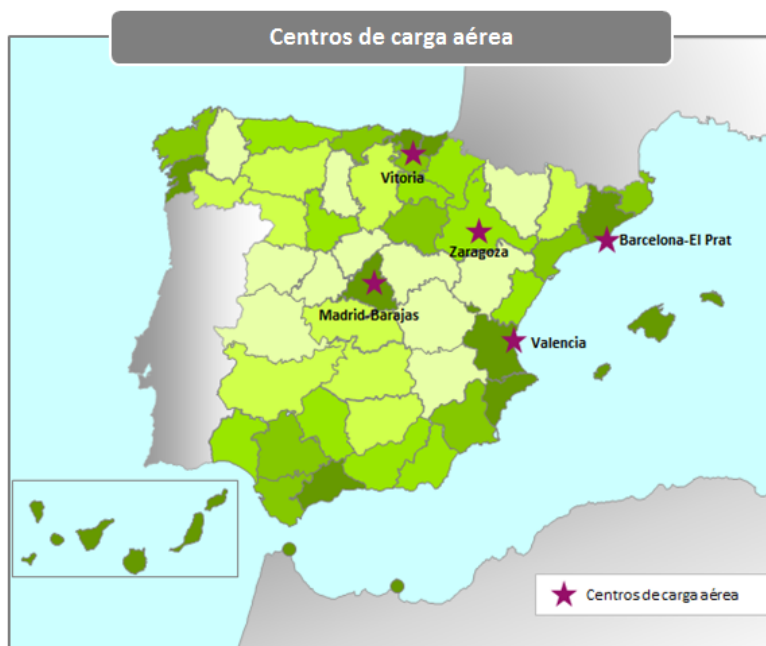 Centros de carga aérea
Vitoria
Zaragoza
Barcelona-El Prat
Madrid-Barajas
Valencia
Centros de carga aérea